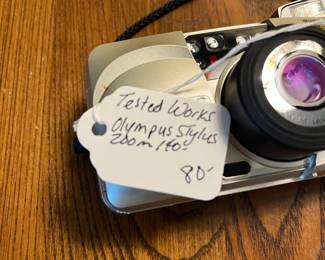 Tested Works
Olympus Stylus
Zoom 140-
80-